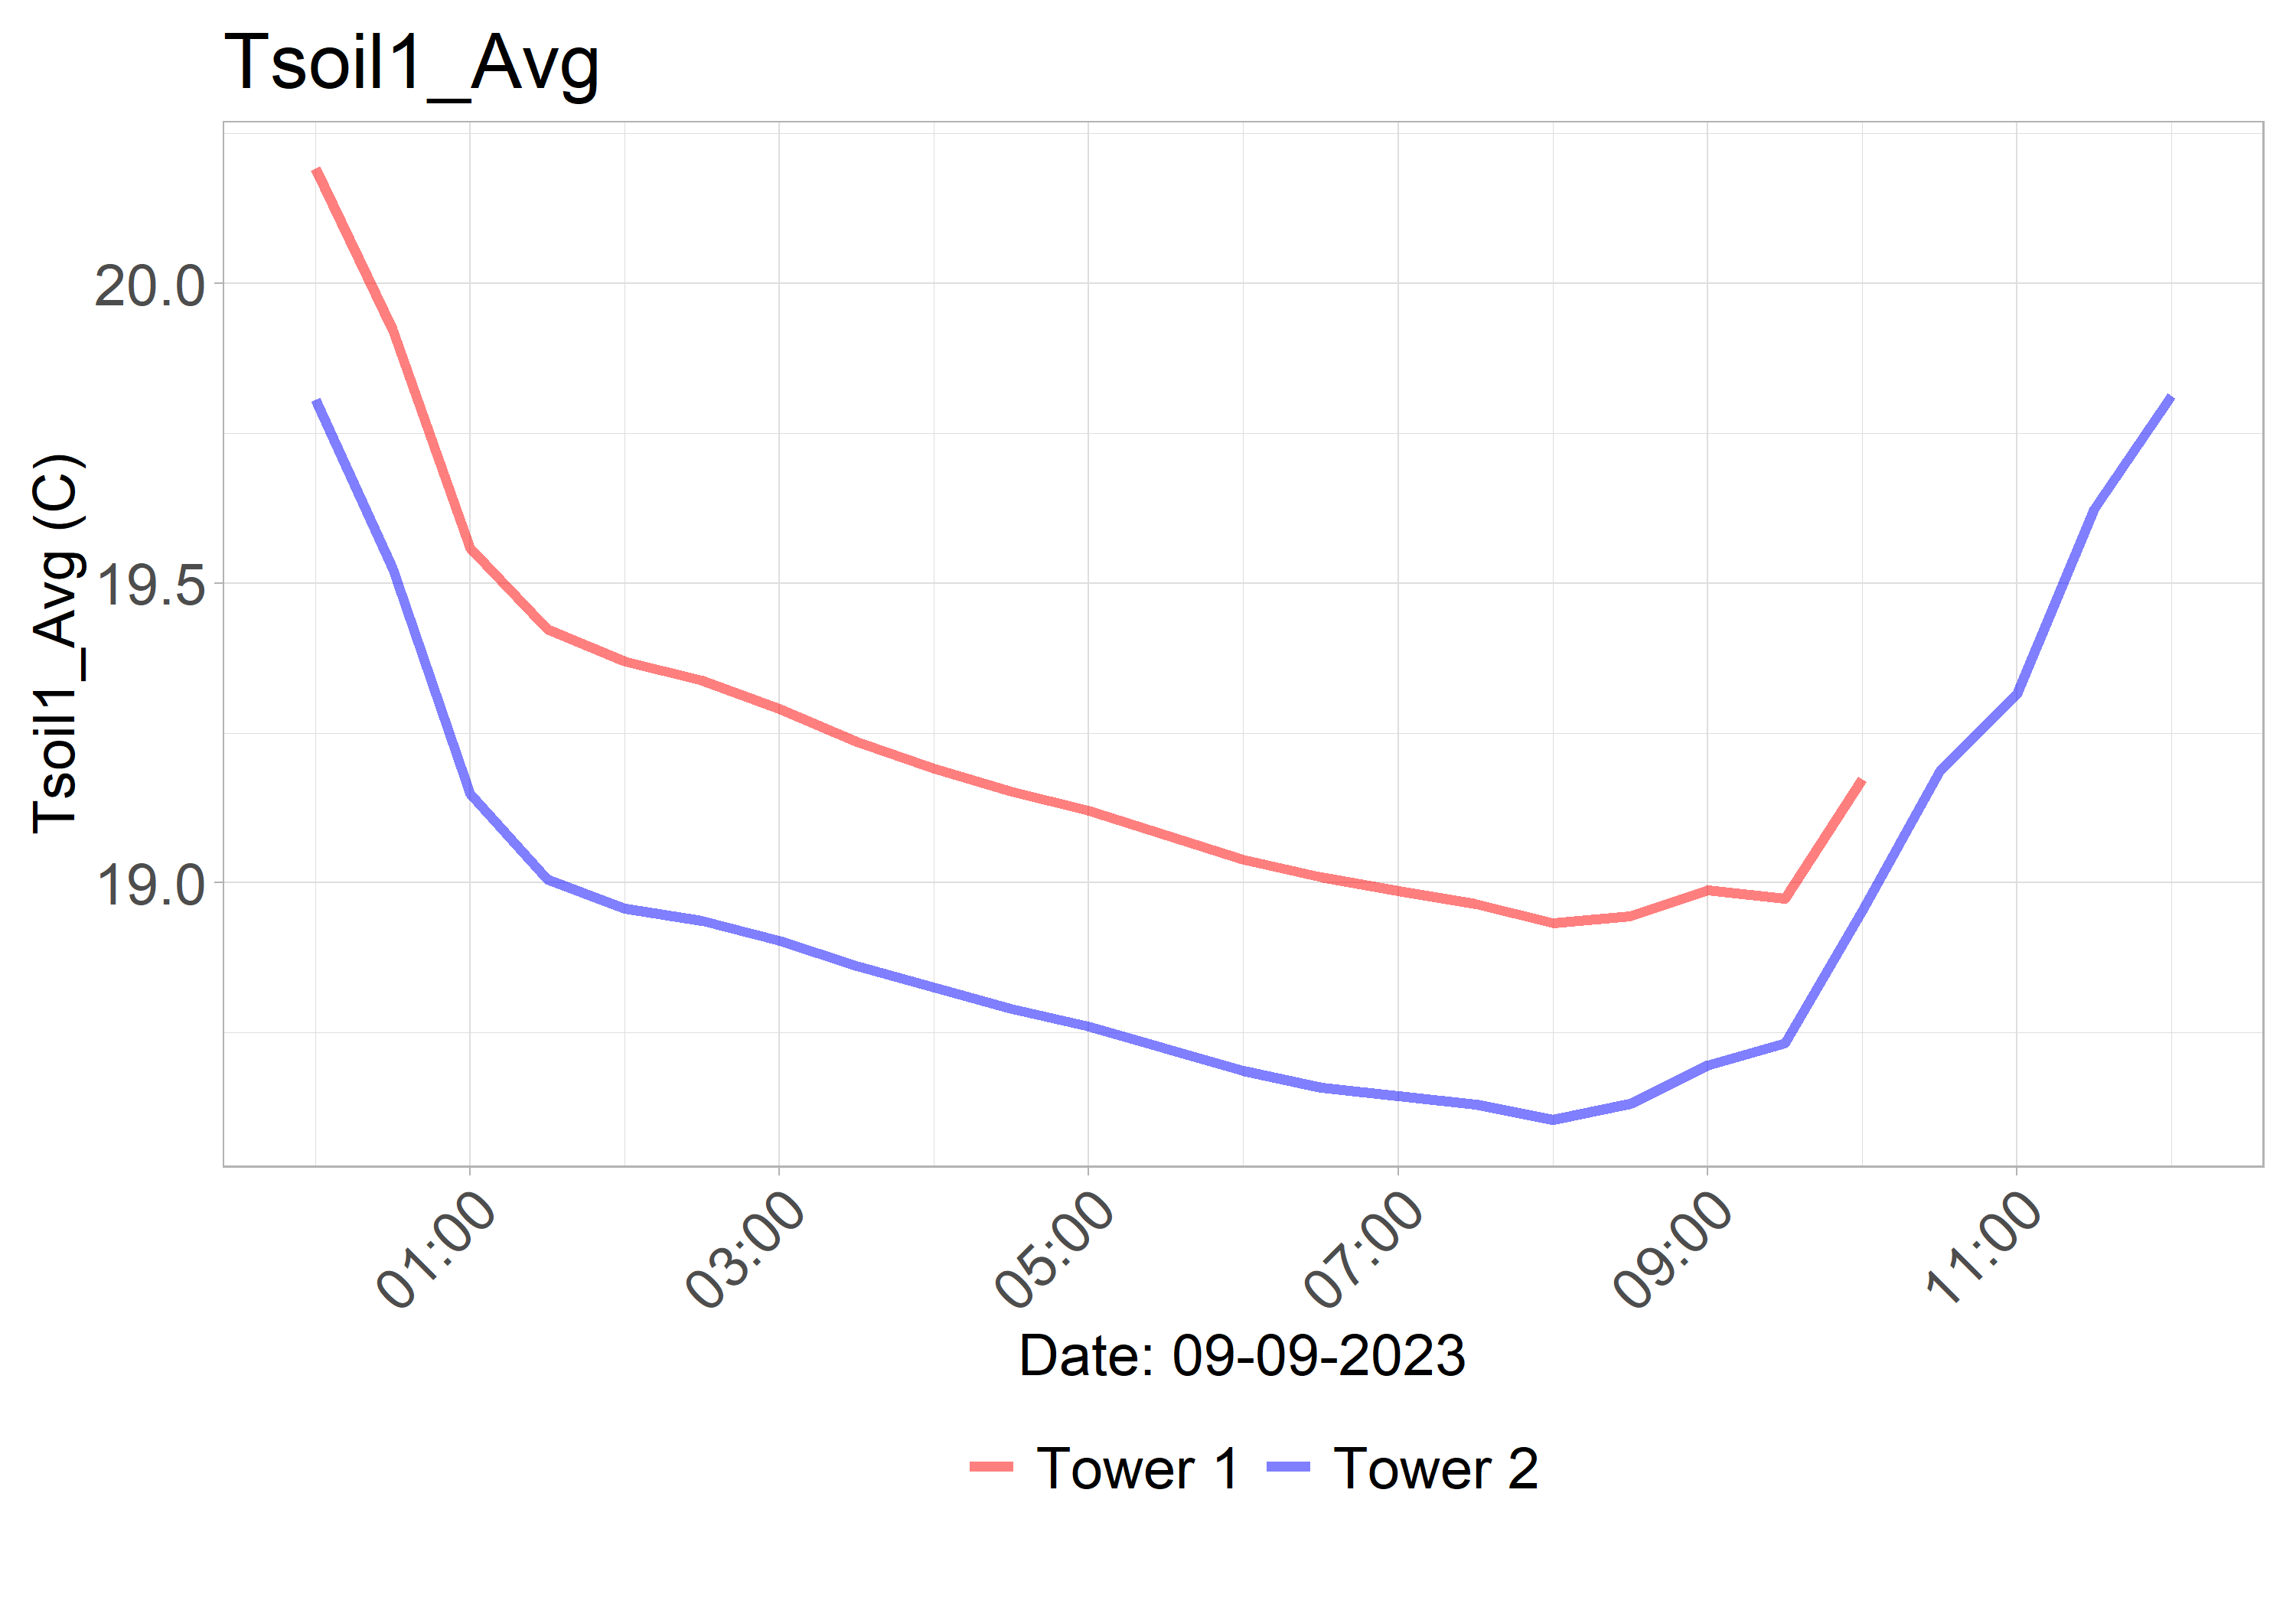 Tsoil1_Avg
Tsoil1_Avg (C)
20.0
19.5
19.0
01:00 03:00 05:00 07:00 09:00 11:00
Date: 09-09-2023
Tower 1 Tower 2